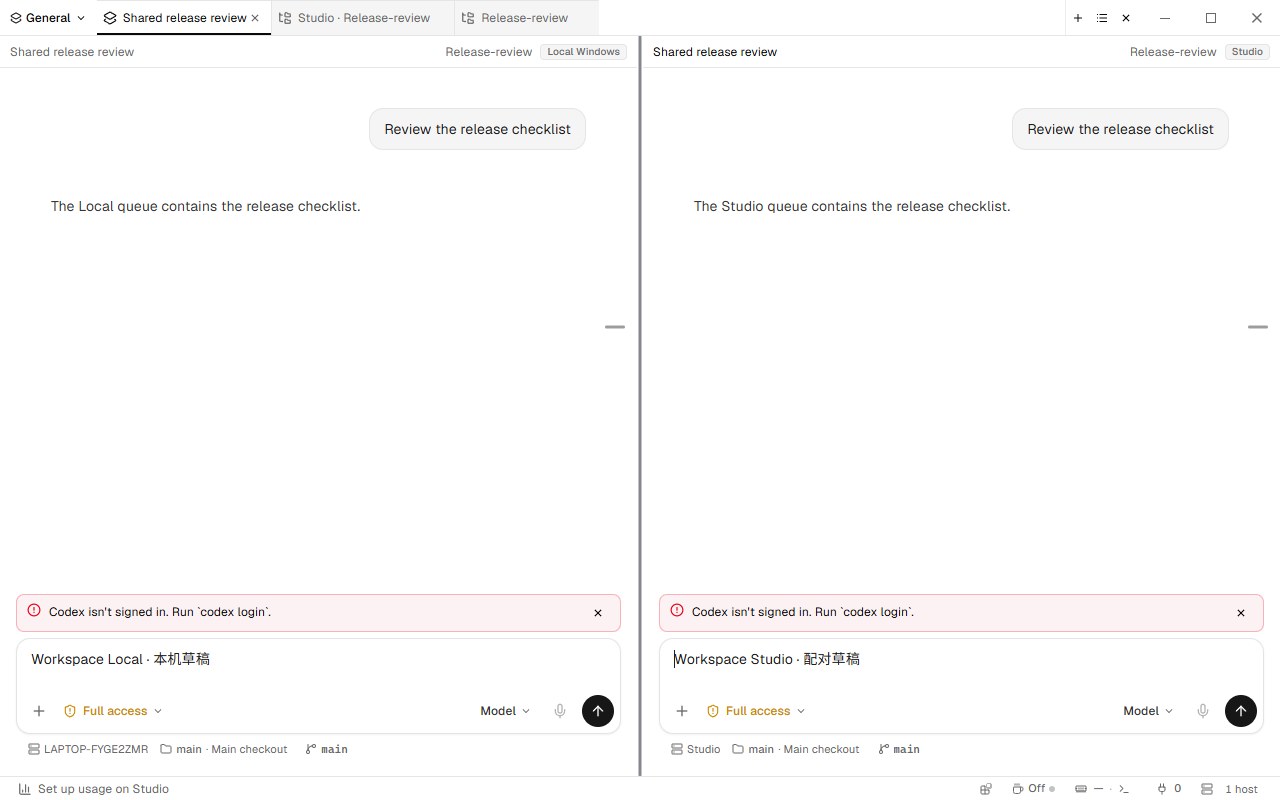 General
Shared release review
Studio · Release-review
Release-review
Shared release review
Release-review
Local Windows
Review the release checklist
The Local queue contains the release checklist.
Codex isn't signed in. Run `codex login`.
Workspace Local · 本机草稿
Full access
Model
LAPTOP-FYGE2ZMR
main · Main checkout
main
Shared release review
Release-review
Studio
Review the release checklist
The Studio queue contains the release checklist.
Codex isn't signed in. Run `codex login`.
Workspace Studio · 配对草稿
Full access
Model
Studio
main · Main checkout
main
Set up usage on Studio
Off
— ·
0
1 host